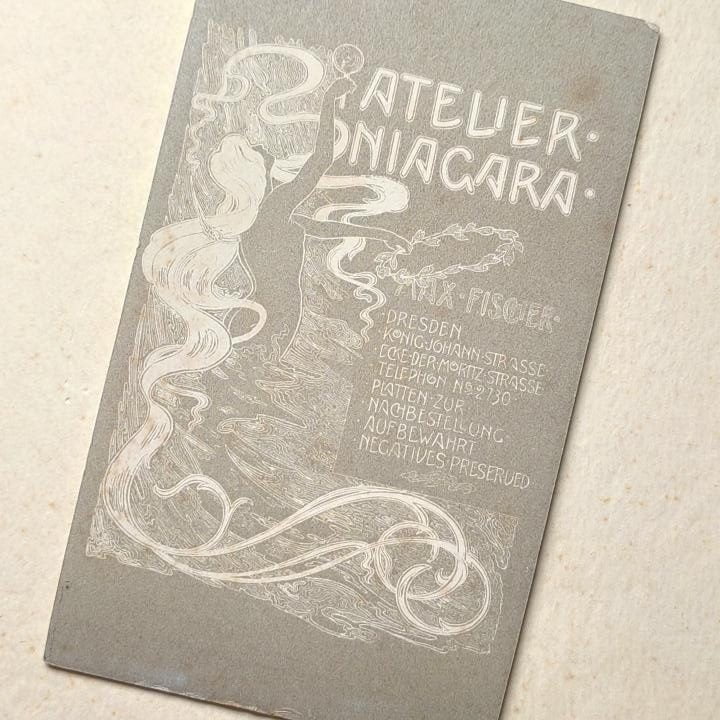 ATELIER·
NIAGARA·
MAX·FISCHER·
·DRESDEN
KÖNIG·JOHANN·STRASSE
ECKE·DER·MORITZ·STRASSE
TELEPHON No. 2730
PLATTEN·ZUR
NACHBESTELLUNG·
AUFBEWAHRT
·NEGATIVES·PRESERVED